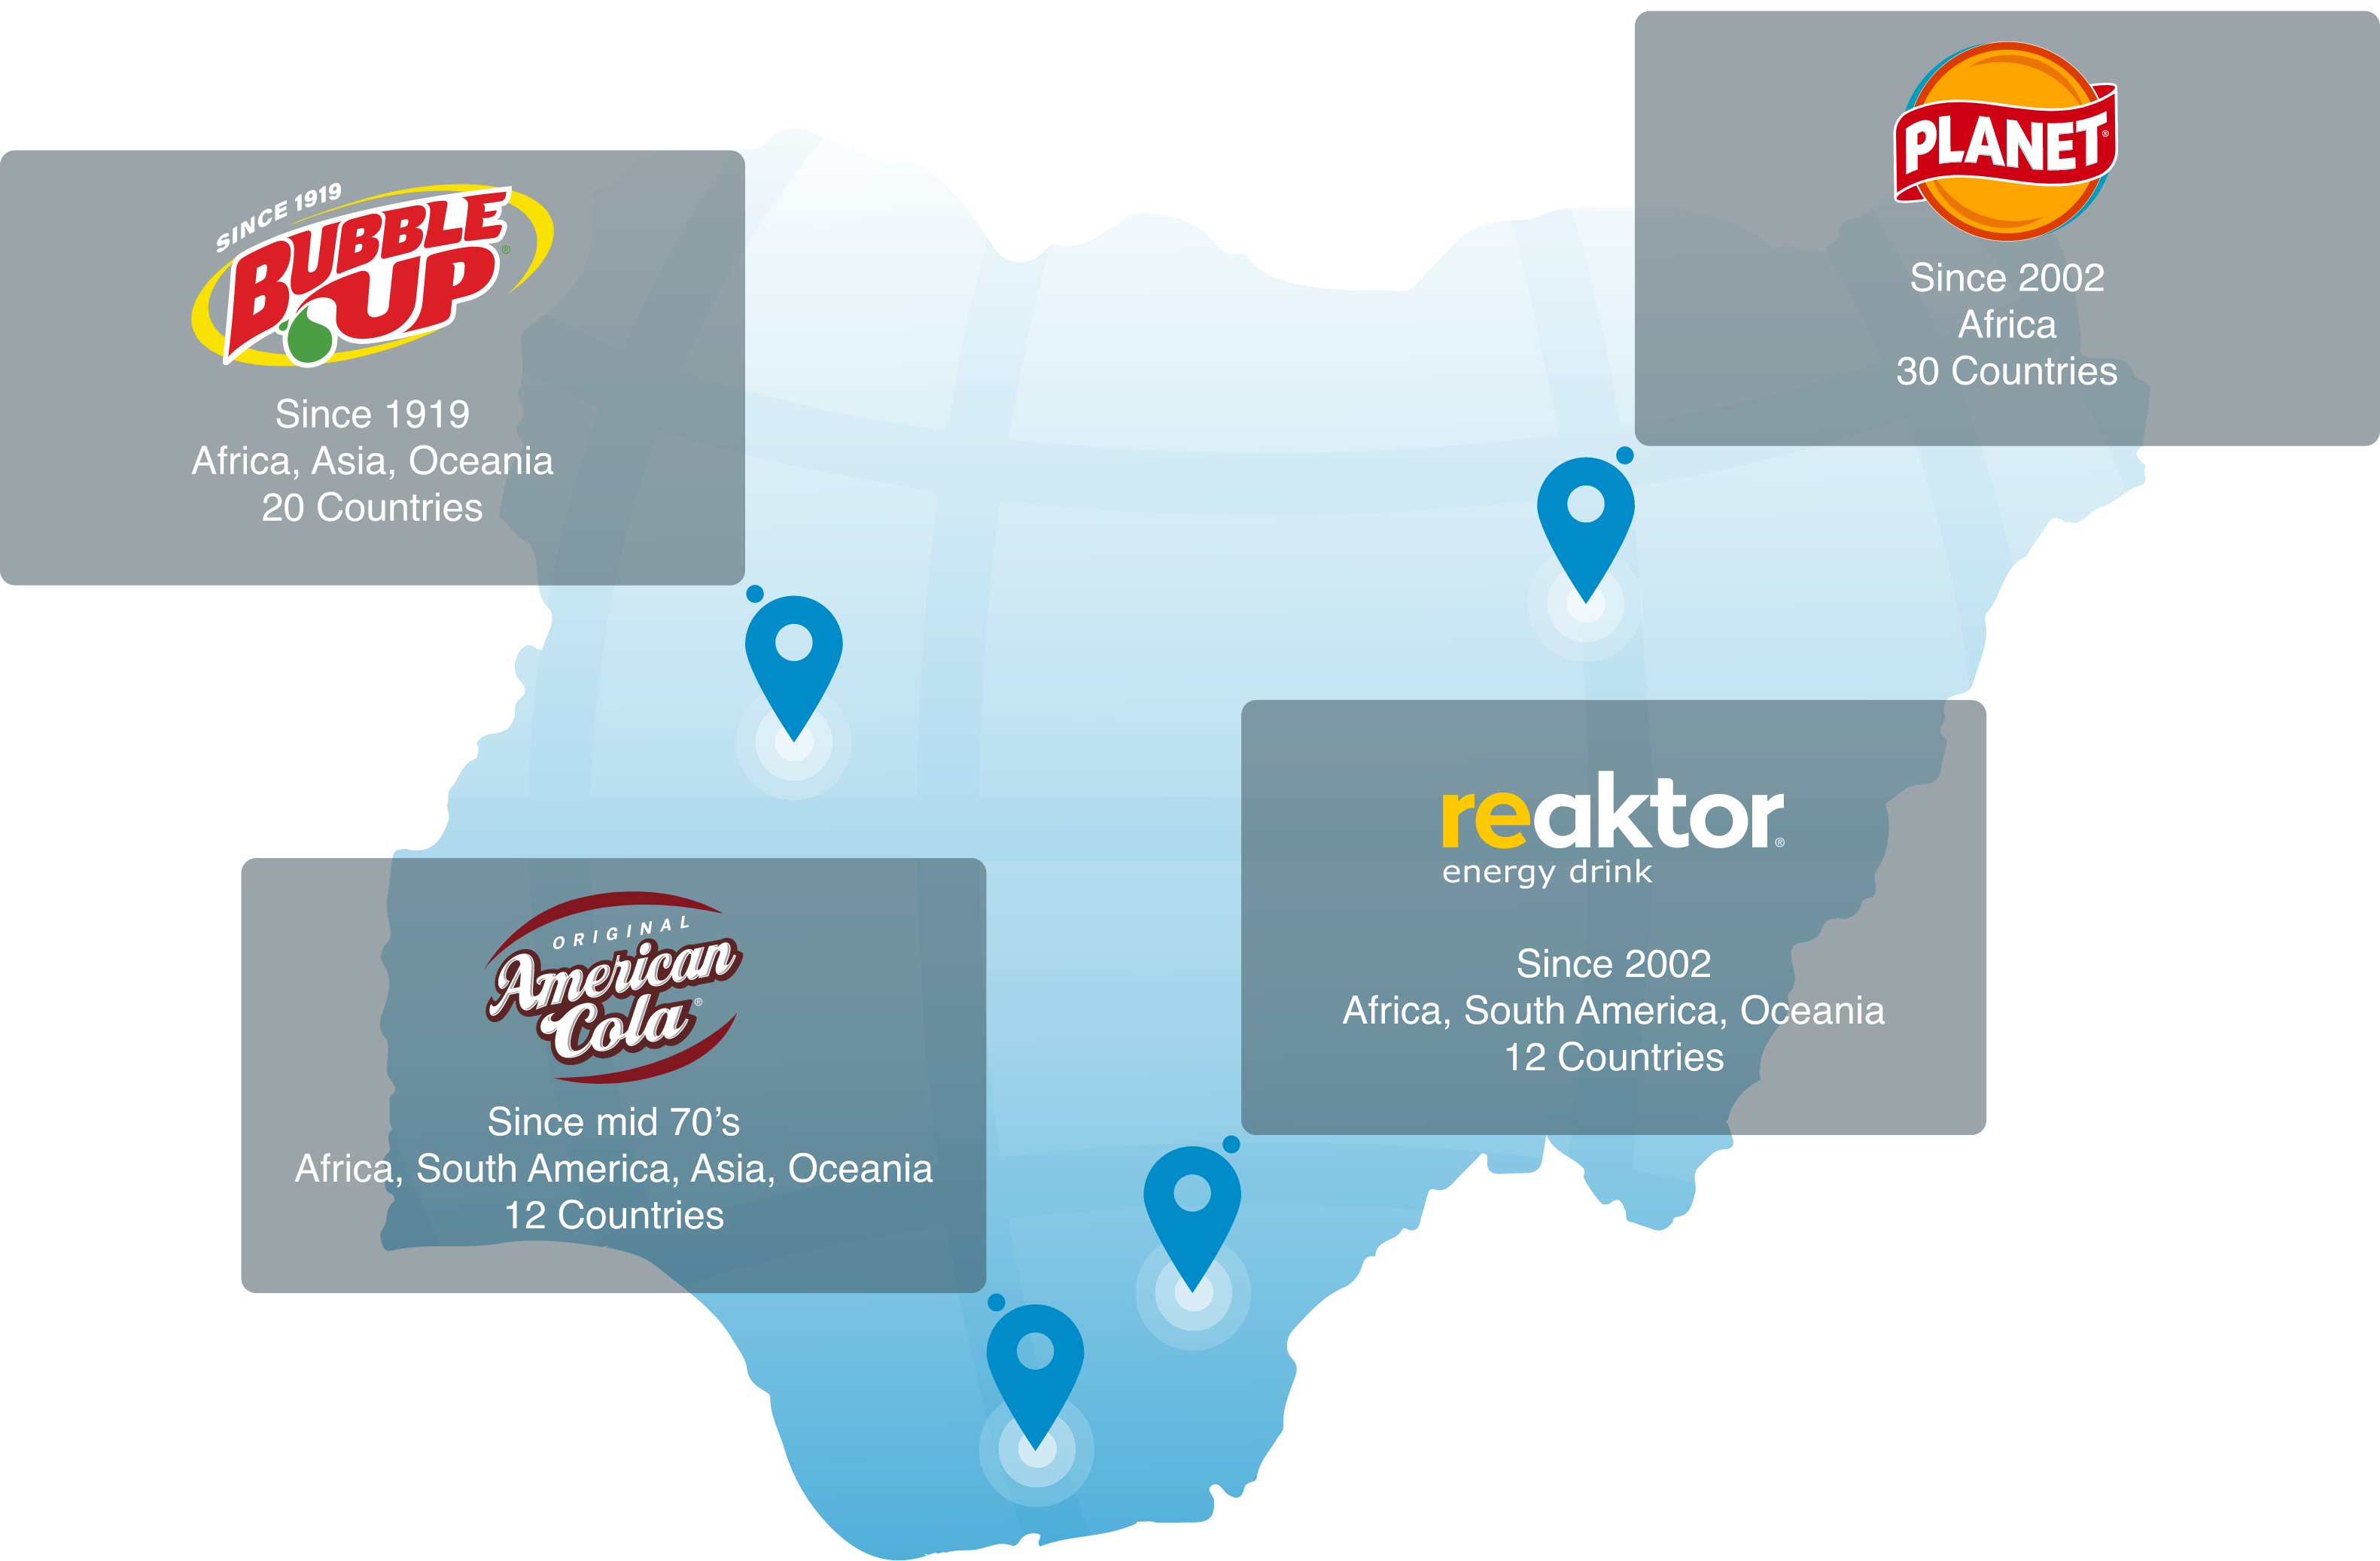 SINCE 1919
BUBBLE
UP®
Since 1919
Africa, Asia, Oceania
20 Countries
PLANET®
Since 2002
Africa
30 Countries
reaktor®
energy drink
Since 2002
Africa, South America, Oceania
12 Countries
ORIGINAL
American
Cola®
Since mid 70’s
Africa, South America, Asia, Oceania
12 Countries